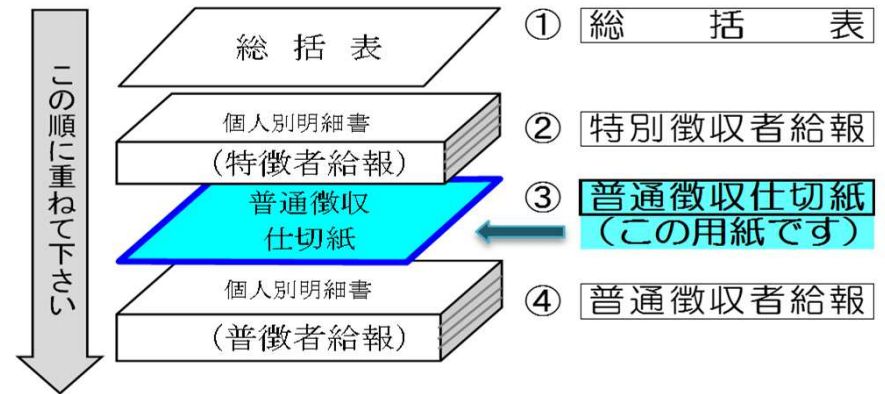 この順に重ねて下さい
総括表
個人別明細書
(特徴者給報)
普通徴収
仕切紙
個人別明細書
(普徴者給報)
① 総括表
② 特別徴収者給報
③ 普通徴収仕切紙
(この用紙です)
④ 普通徴収者給報